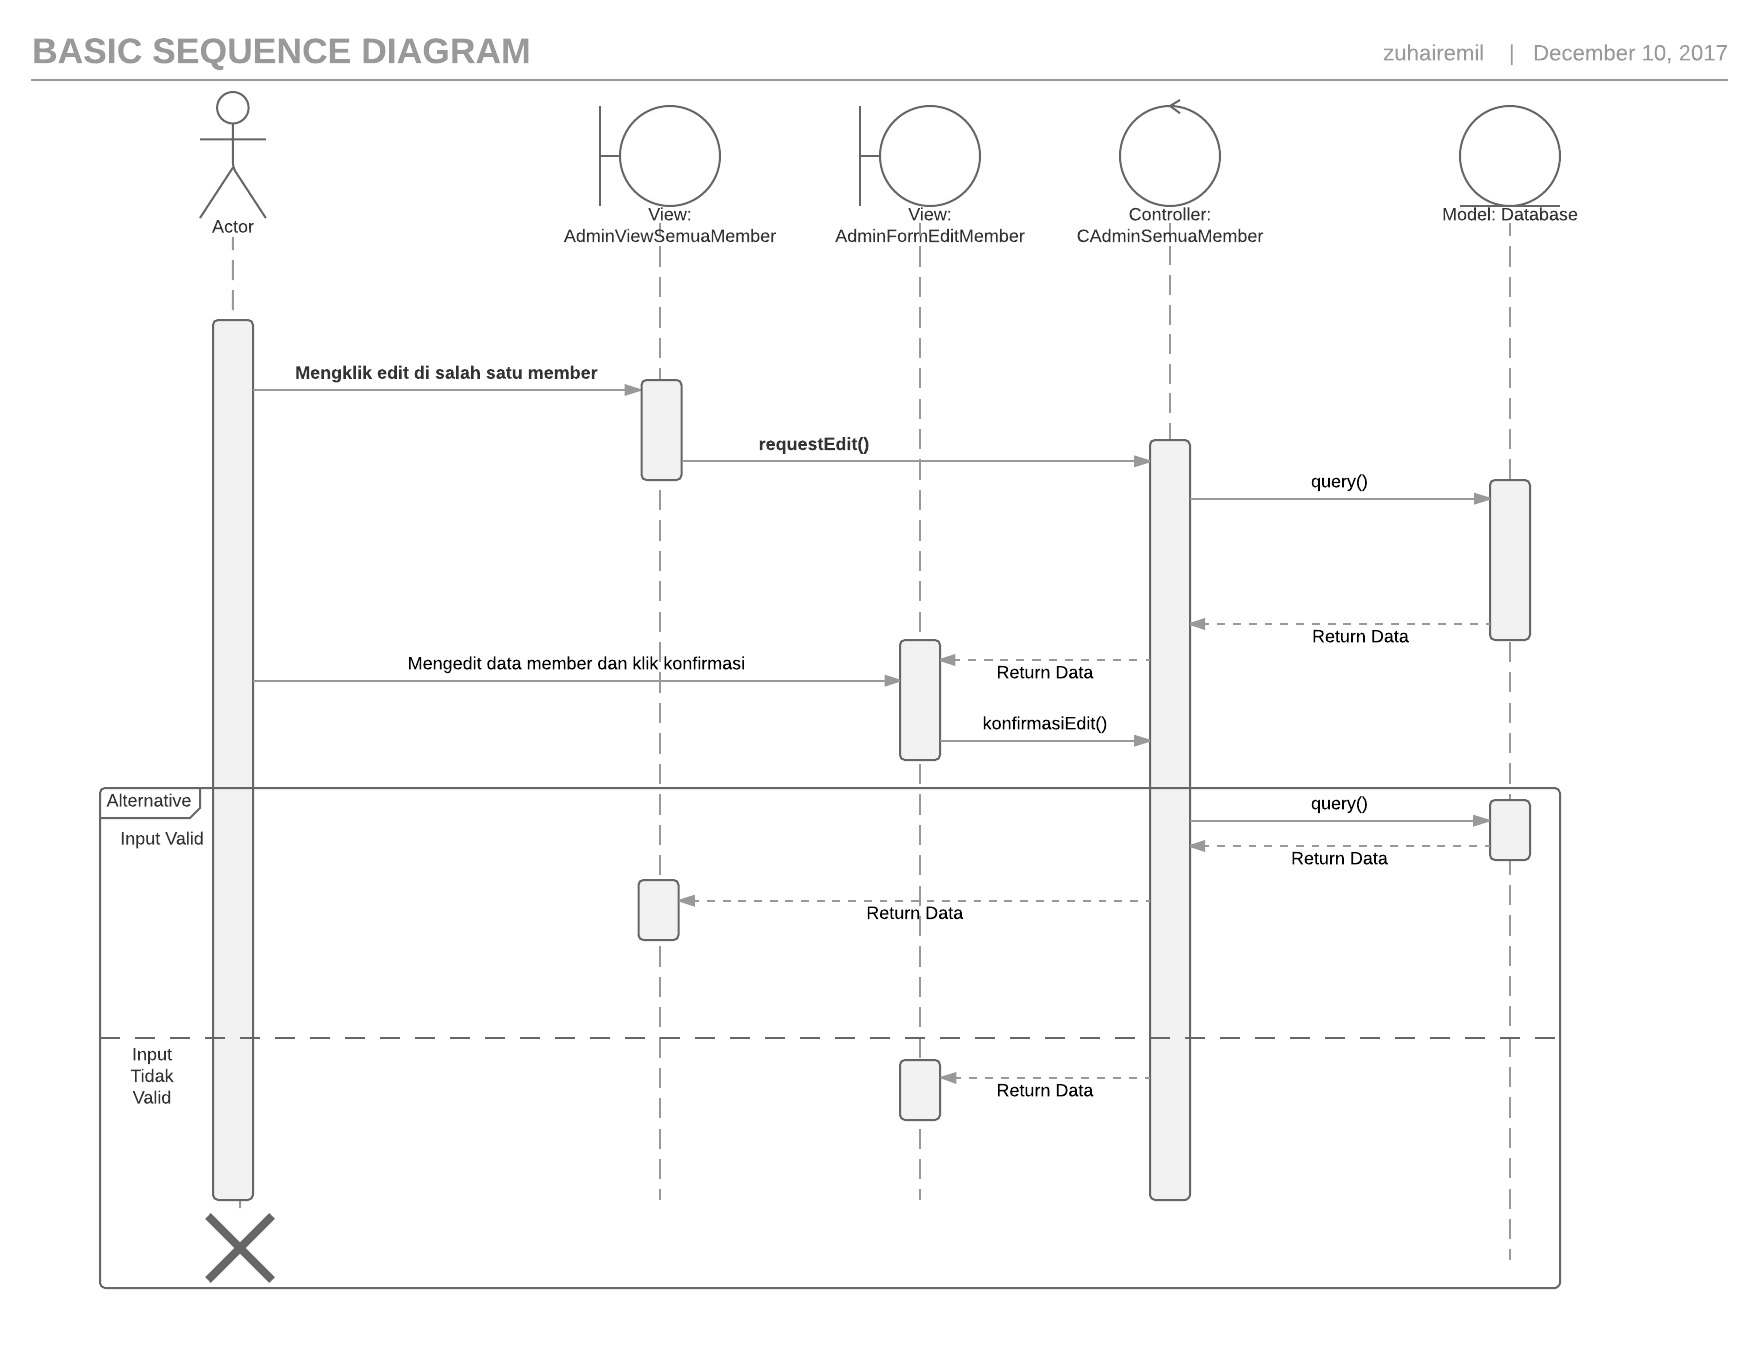 BASIC SEQUENCE DIAGRAM
zuhairemil | December 10, 2017
Actor
View:
AdminViewSemuaMember
View:
AdminFormEditMember
Controller:
CAdminSemuaMember
Model: Database
Mengklik edit di salah satu member
requestEdit()
query()
Return Data
Mengedit data member dan klik konfirmasi
Return Data
konfirmasiEdit()
Alternative
query()
Input Valid
Return Data
Return Data
Input
Tidak
Valid
Return Data